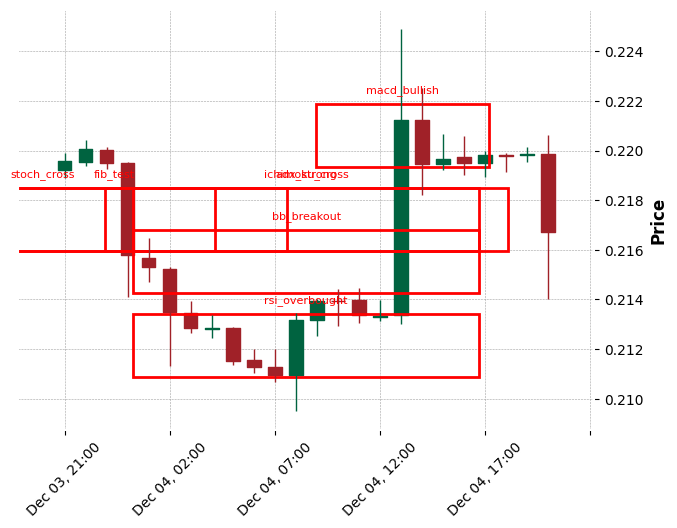 macd_bullish
stoch_cross
fib_test
bb_breakout
rsi_overbought
0.224
0.222
0.220
0.218
0.216
0.214
0.212
0.210
Price
Dec 03, 21:00
Dec 04, 02:00
Dec 04, 07:00
Dec 04, 12:00
Dec 04, 17:00